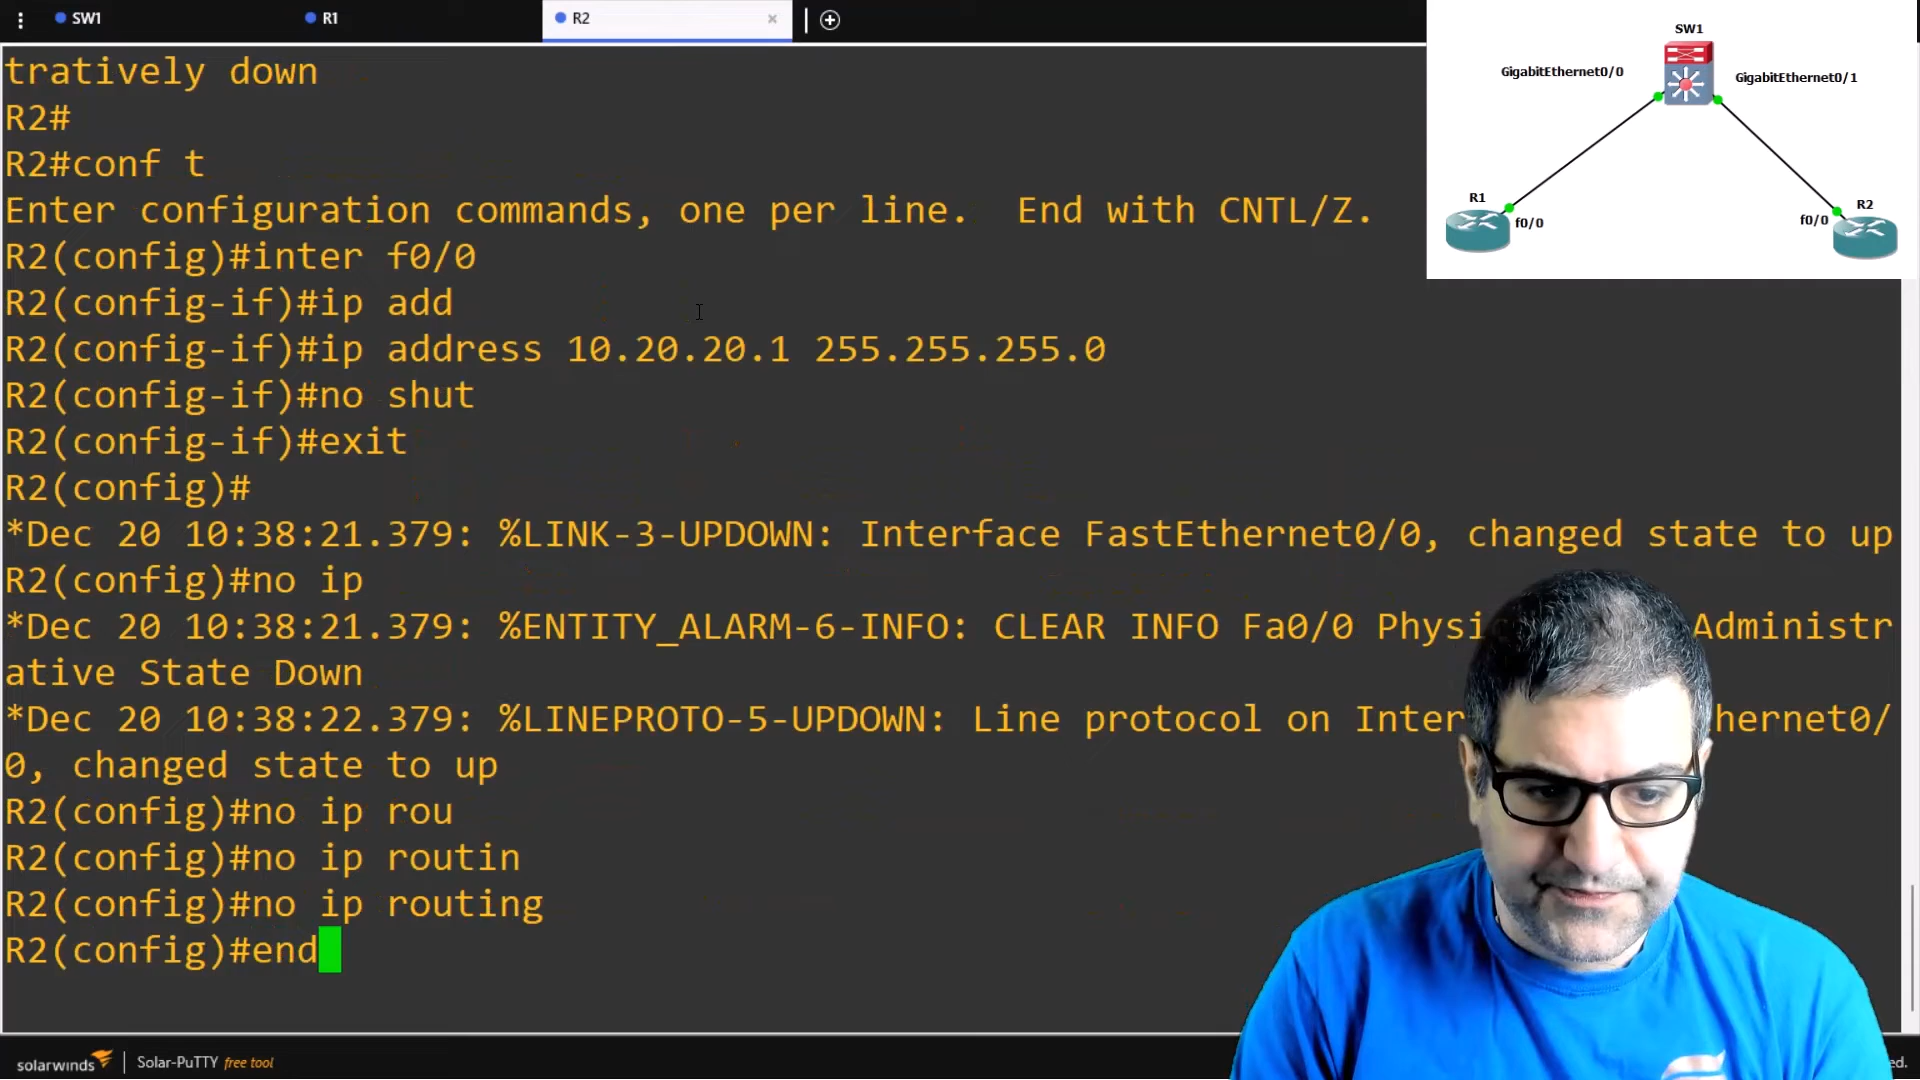 SW1
R1
R2
tratively down
R2#
R2#conf t
Enter configuration commands, one per line. End with CNTL/Z.
R2(config)#inter f0/0
R2(config-if)#ip add
R2(config-if)#ip address 10.20.20.1 255.255.255.0
R2(config-if)#no shut
R2(config-if)#exit
R2(config)#
*Dec 20 10:38:21.379: %LINK-3-UPDOWN: Interface FastEthernet0/0, changed state to up
R2(config)#no ip
*Dec 20 10:38:21.379: %ENTITY_ALARM-6-INFO: CLEAR INFO Fa0/0 Administr
ative State Down
*Dec 20 10:38:22.379: %LINEPROTO-5-UPDOWN: Line protocol on hernet0/
0, changed state to up
R2(config)#no ip rou
R2(config)#no ip routin
R2(config)#no ip routing
R2(config)#end
SW1
GigabitEthernet0/0
GigabitEthernet0/1
R1
f0/0
R2
f0/0
solarwinds
Solar-PuTTY free tool